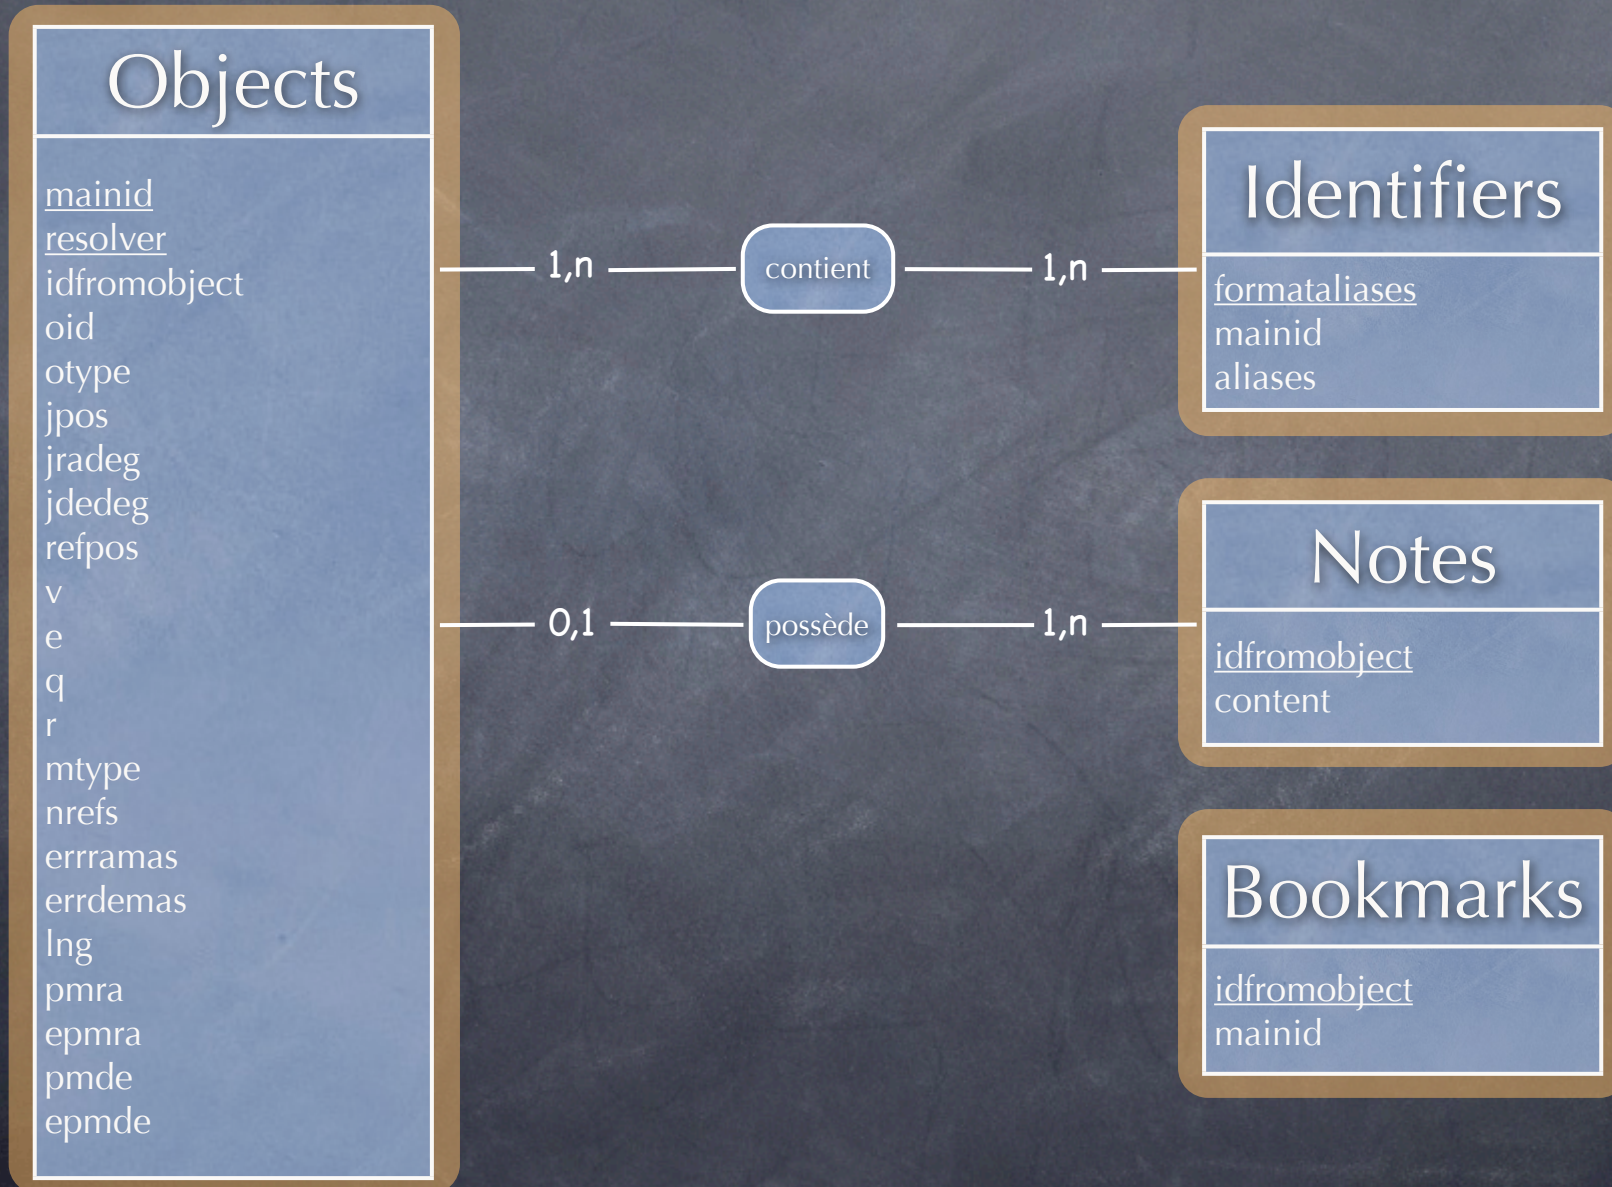 Objects
mainid
resolver
idfromobject
oid
otype
jpos
jradeg
jdedeg
refpos
v
e
q
r
mtype
nrefs
errramas
errdemas
lng
pmra
epmra
pmde
epmde
1,n
contient
1,n
0,1
possède
1,n
Identifiers
formataliases
mainid
aliases
Notes
idfromobject
content
Bookmarks
idfromobject
mainid